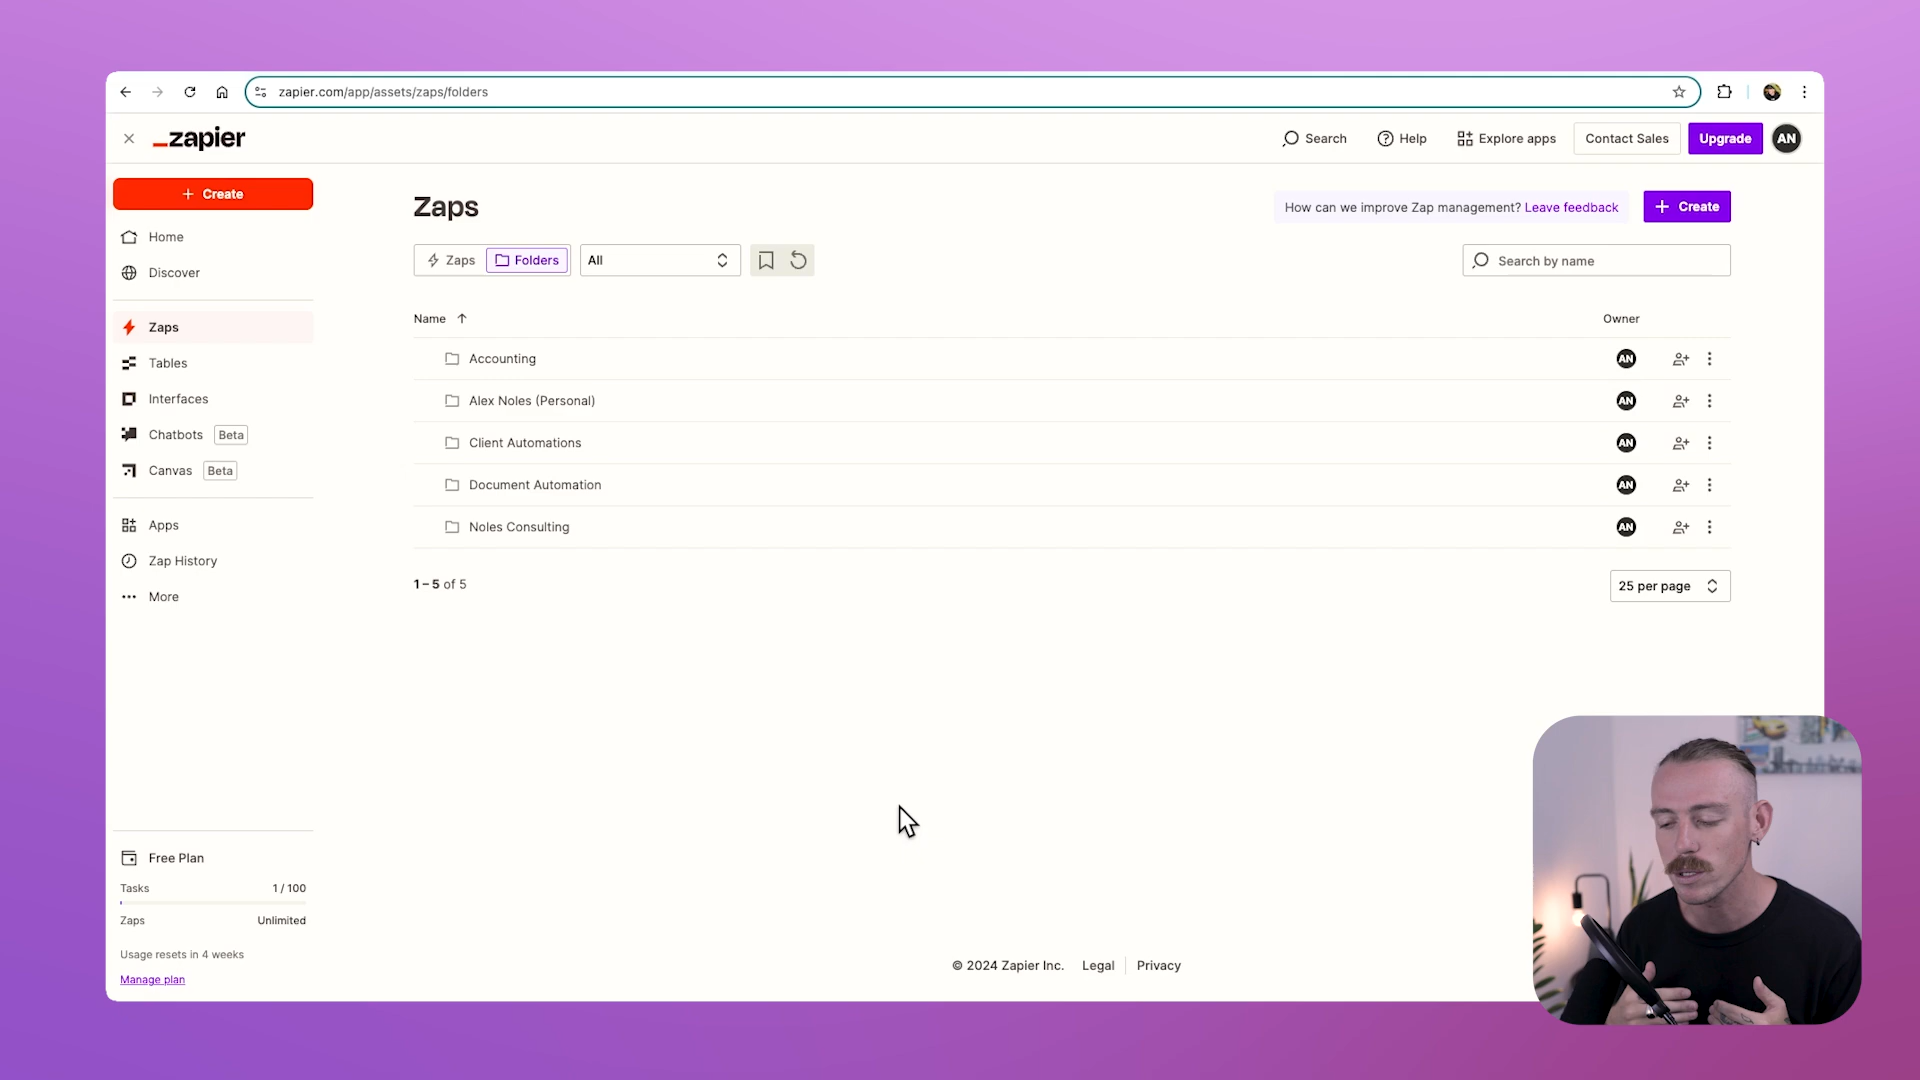 zapier.com/app/assets/zaps/folders
_zapier
Search
Help
Explore apps
Contact Sales
Upgrade
AN
+ Create
Home
Discover
Zaps
Tables
Interfaces
Chatbots Beta
Canvas Beta
Apps
Zap History
More
Free Plan
Tasks 1 / 100
Zaps Unlimited
Usage resets in 4 weeks
Manage plan
Zaps
How can we improve Zap management? Leave feedback
+ Create
Zaps
Folders
All
Search by name
Name
Owner
Accounting AN
Alex Noles (Personal) AN
Client Automations AN
Document Automation AN
Noles Consulting AN
1 – 5 of 5
25 per page
© 2024 Zapier Inc. Legal Privacy